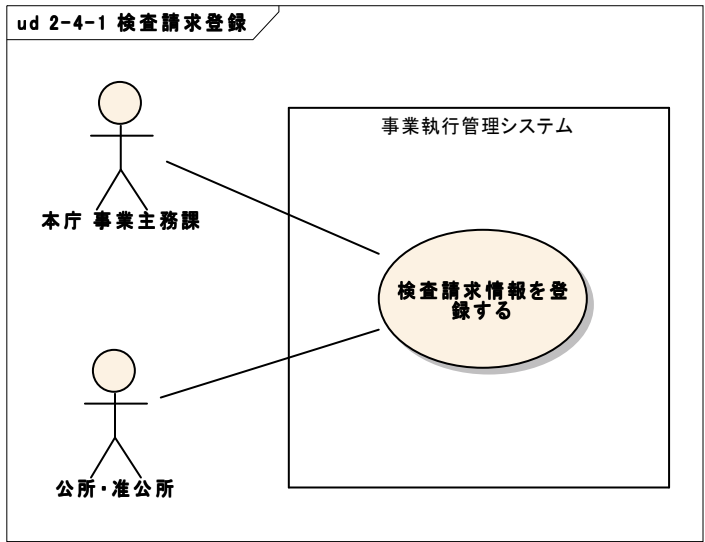 ud 2-4-1 検査請求登録
事業執行管理システム
本庁 事業主務課
検査請求情報を登
録する
公所・准公所